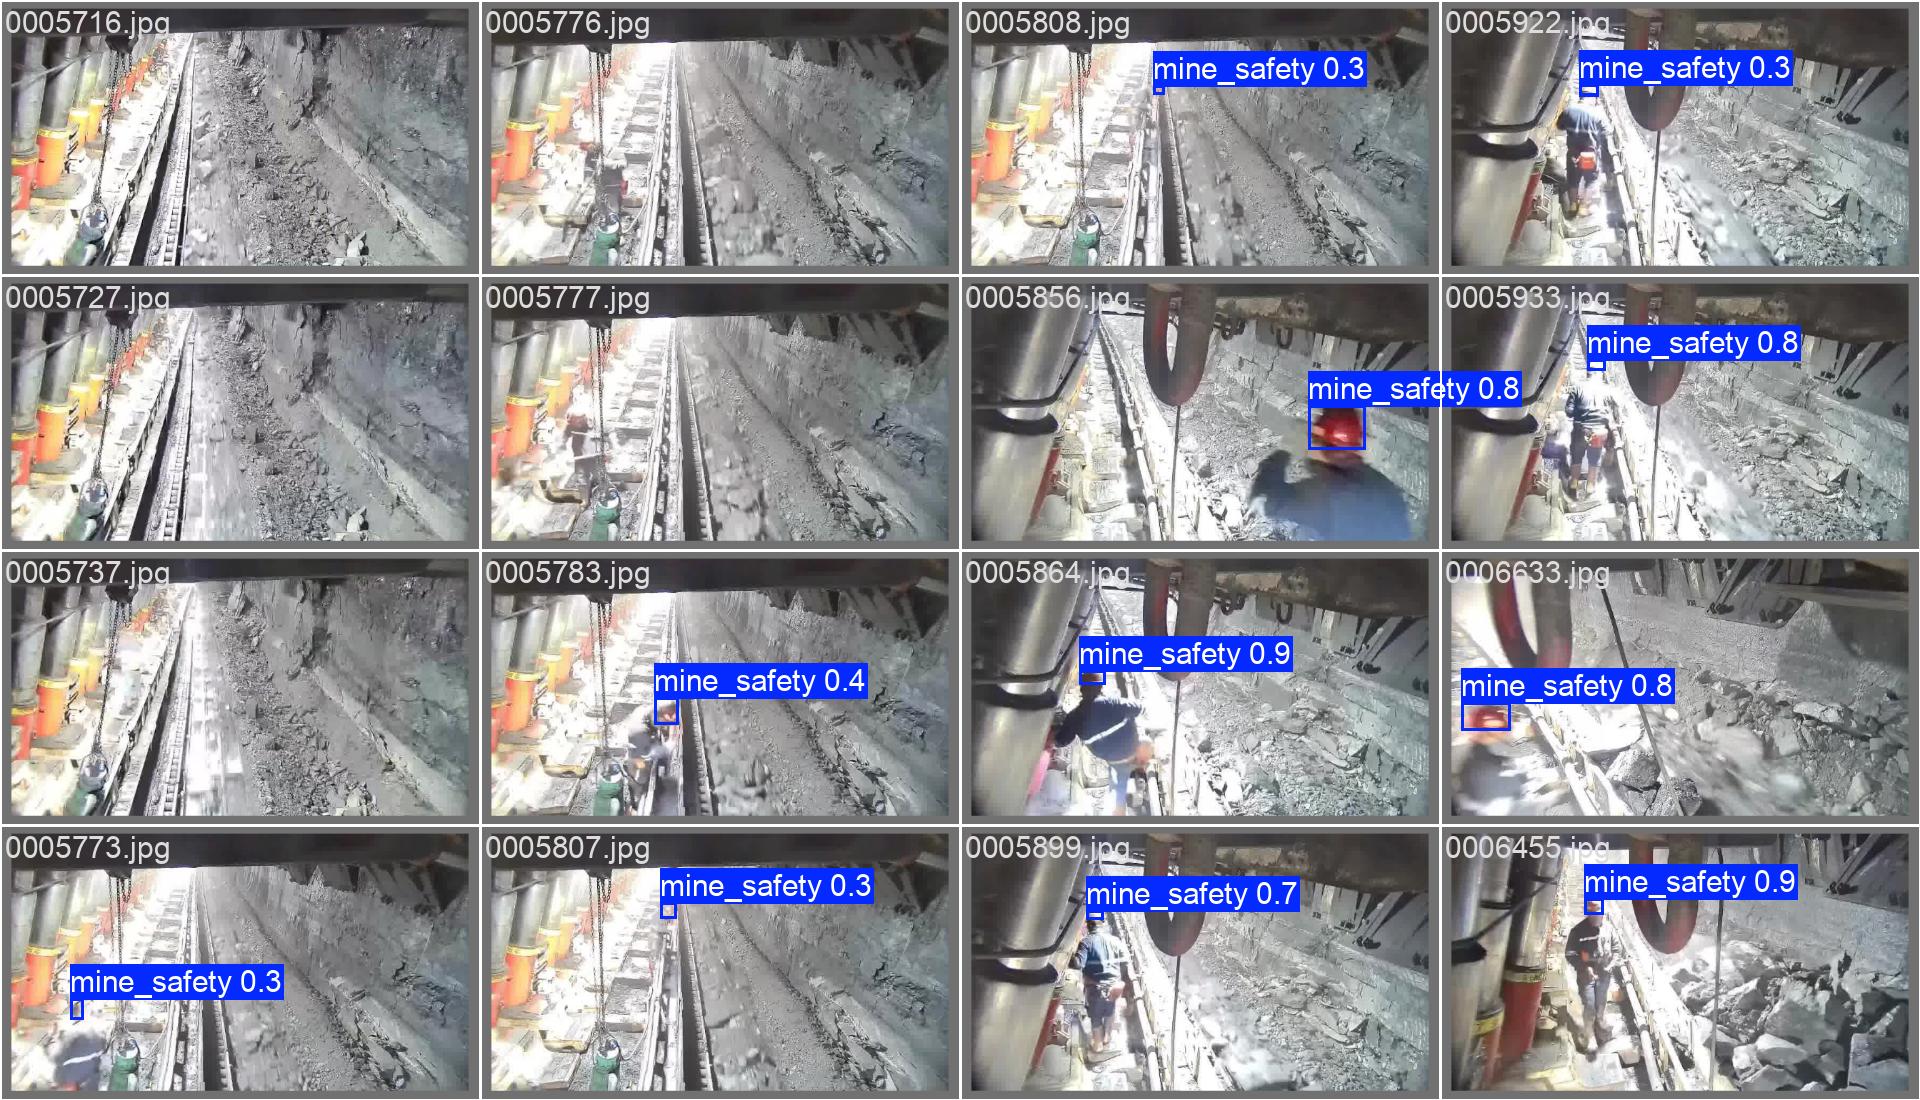 0005716.jpg
0005776.jpg
0005808.jpg
mine_safety 0.3
0005922.jpg
mine_safety 0.3
0005727.jpg
0005777.jpg
0005856.jpg
mine_safety 0.8
0005933.jpg
mine_safety 0.8
0005737.jpg
0005783.jpg
mine_safety 0.4
0005864.jpg
mine_safety 0.9
0006633.jpg
mine_safety 0.8
0005773.jpg
mine_safety 0.3
0005807.jpg
mine_safety 0.3
0005899.jpg
mine_safety 0.7
0006455.jpg
mine_safety 0.9